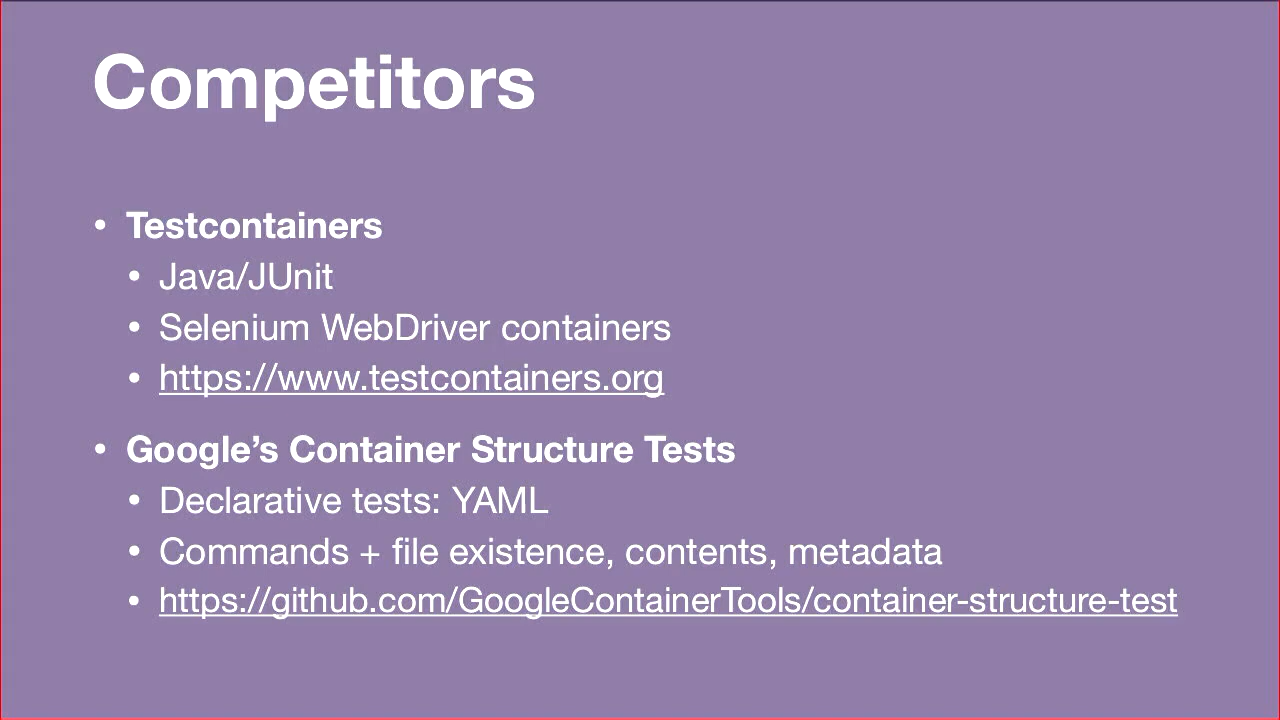 Competitors
• Testcontainers
• Java/JUnit
• Selenium WebDriver containers
• https://www.testcontainers.org
• Google’s Container Structure Tests
• Declarative tests: YAML
• Commands + file existence, contents, metadata
• https://github.com/GoogleContainerTools/container-structure-test